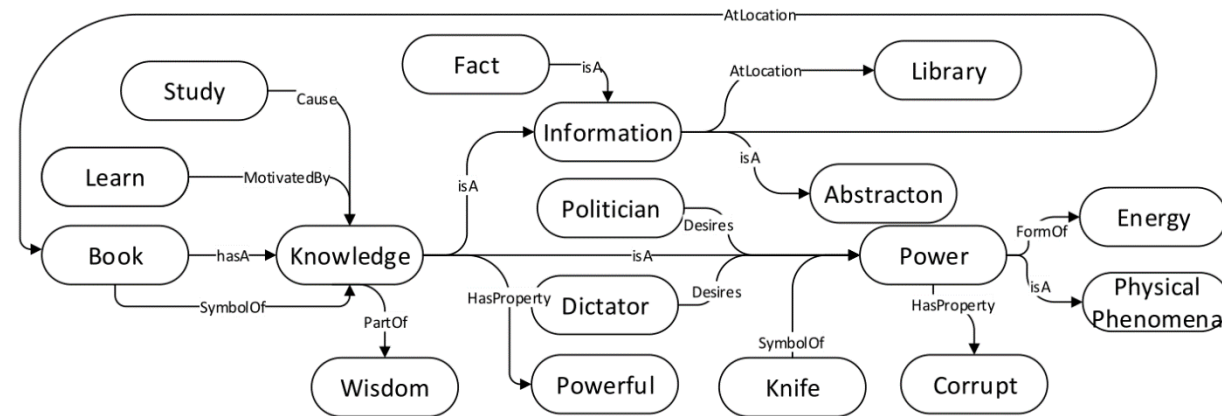 AtLocation
Fact
isA
AtLocation
Library
Study
Cause
Information
Learn
MotivatedBy
isA
isA
Abstracton
Politician
Desires
Energy
FormOf
Book
hasA
Knowledge
isA
Power
SymbolOf
HasProperty
Dictator
Desires
isA
Physical
Phenomena
HasProperty
PartOf
SymbolOf
Wisdom
Powerful
Knife
Corrupt